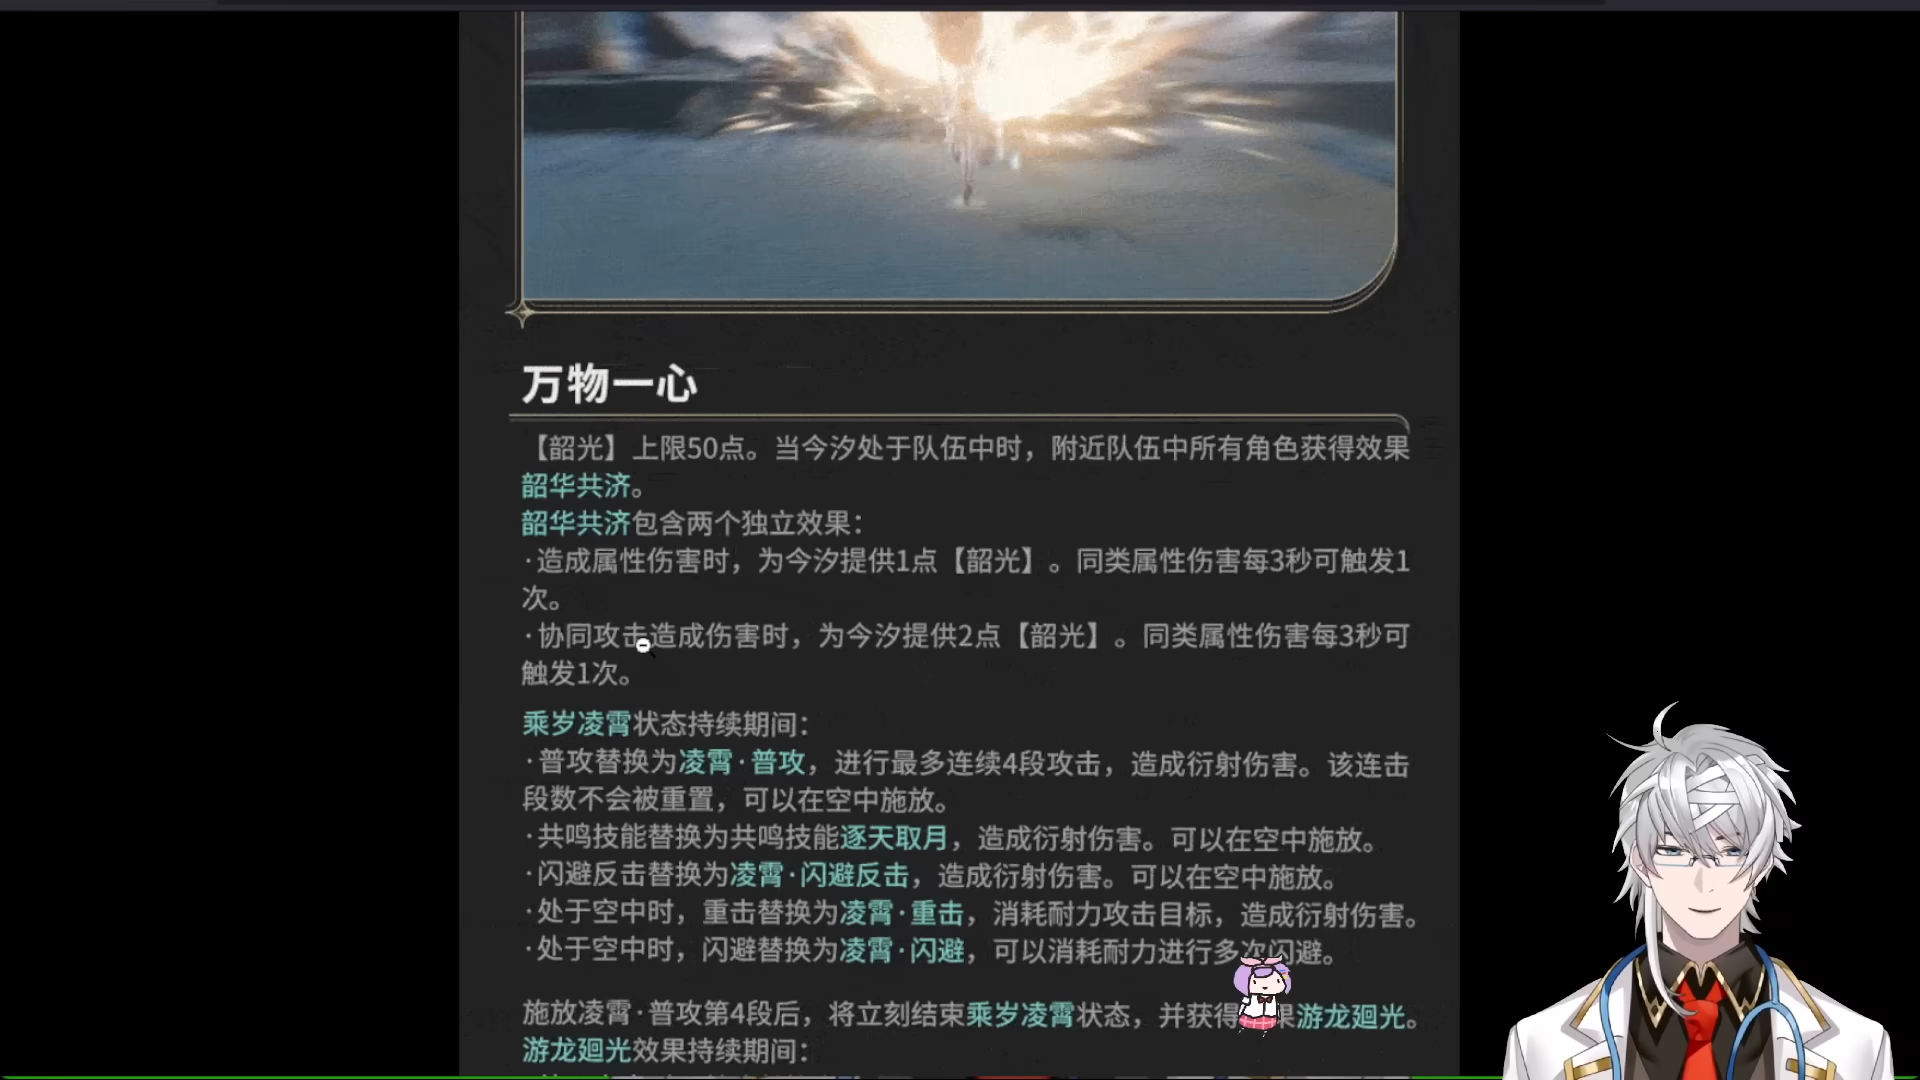 万物一心
【韶光】上限50点。当今汐处于队伍中时，附近队伍中所有角色获得效果
韶华共济。
韶华共济包含两个独立效果：
·造成属性伤害时，为今汐提供1点【韶光】。同类属性伤害每3秒可触发1
次。
·协同攻击造成伤害时，为今汐提供2点【韶光】。同类属性伤害每3秒可
触发1次。
乘岁凌霄状态持续期间：
·普攻替换为凌霄·普攻，进行最多连续4段攻击，造成衍射伤害。该连击
段数不会被重置，可以在空中施放。
·共鸣技能替换为共鸣技能逐天取月，造成衍射伤害。可以在空中施放。
·闪避反击替换为凌霄·闪避反击，造成衍射伤害。可以在空中施放。
·处于空中时，重击替换为凌霄·重击，消耗耐力攻击目标，造成衍射伤害。
·处于空中时，闪避替换为凌霄·闪避，可以消耗耐力进行多次闪避。
施放凌霄·普攻第4段后，将立刻结束乘岁凌霄状态，并获得果游龙廻光。
游龙廻光效果持续期间：